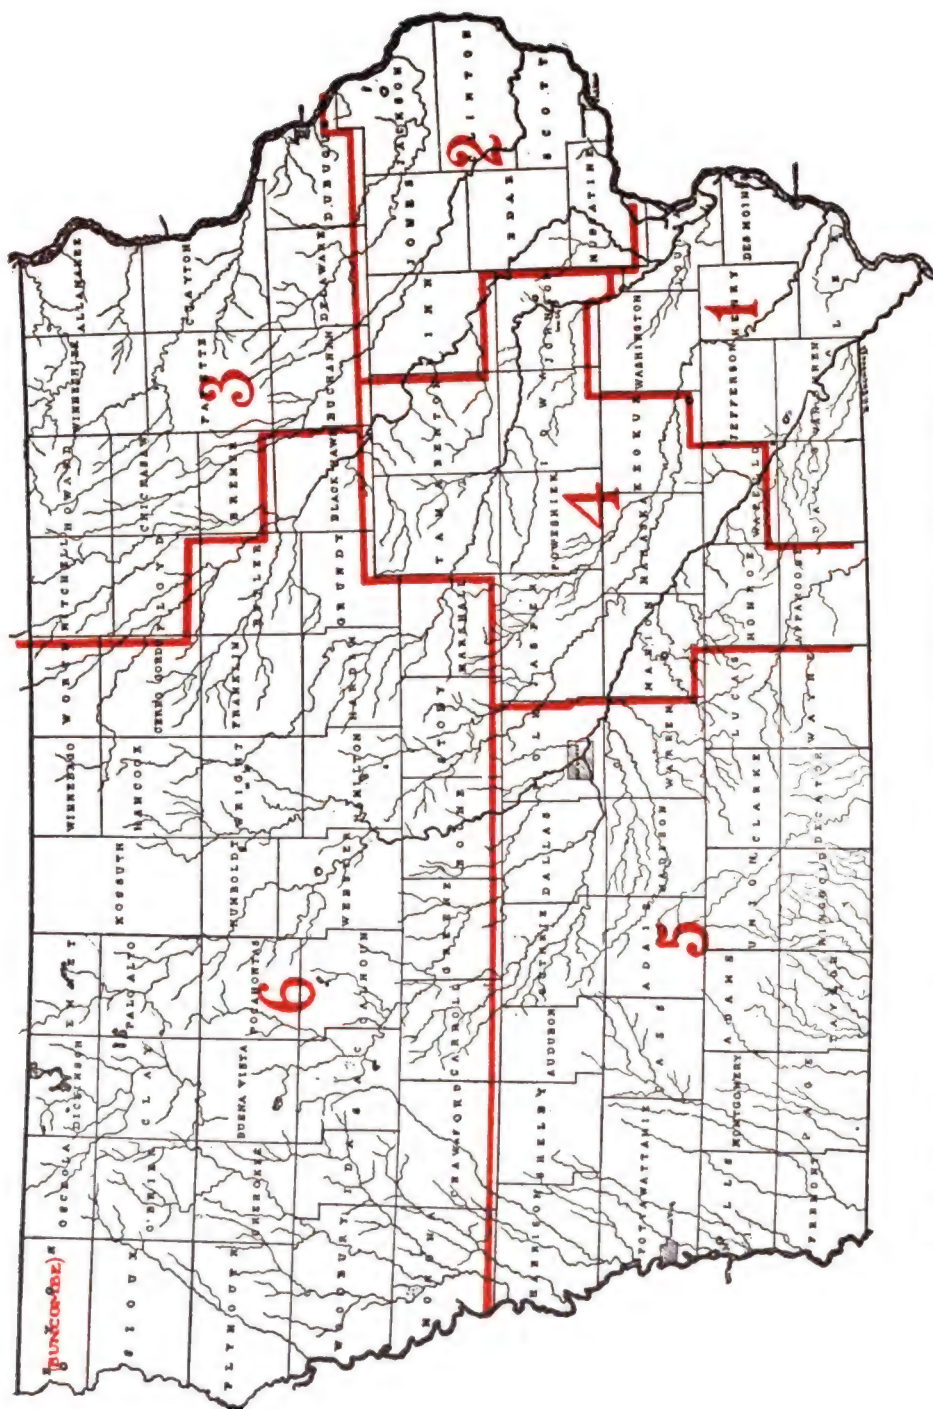 BUNCOMBE)
OSCEOLA
DICKINSON
EMMET
WINNEBAGO
WORTH
MITCHELL
HOWARD
WINNESHIEK
ALLAMAKEE
SIOUX
O'BRIEN
CLAY
PALO ALTO
KOSSUTH
HANCOCK
CERRO GORDO
FLOYD
CHICKASAW
PLYMOUTH
CHEROKEE
BUENA VISTA
POCAHONTAS
HUMBOLDT
WRIGHT
FRANKLIN
BUTLER
BREMER
FAYETTE
CLAYTON
3
6
WOODBURY
IDA
SAC
CALHOUN
WEBSTER
HAMILTON
HARDIN
GRUNDY
BLACK HAWK
BUCHANAN
DELAWARE
DUBUQUE
MONONA
CRAWFORD
CARROLL
GREENE
BOONE
STORY
MARSHALL
TAMA
BENTON
LINN
JONES
JACKSON
HARRISON
SHELBY
AUDUBON
GUTHRIE
DALLAS
POLK
JASPER
POWESHIEK
IOWA
JOHNSON
EDAR
CLINTON
2
SCOTT
4
POTTAWATTAMIE
CASS
ADAIR
MADISON
WARREN
MARION
MAHASKA
KEOKUK
WASHINGTON
MUSCATINE
LOUISA
5
MILLS
MONTGOMERY
ADAMS
UNION
CLARKE
LUCAS
MONROE
WAPELLO
JEFFERSON
HENRY
DESMOINES
1
FREMONT
PAGE
TAYLOR
RINGGOLD
DECATOR
WAYNE
APPANOOSE
DAVIS
VAN BUREN
LEE